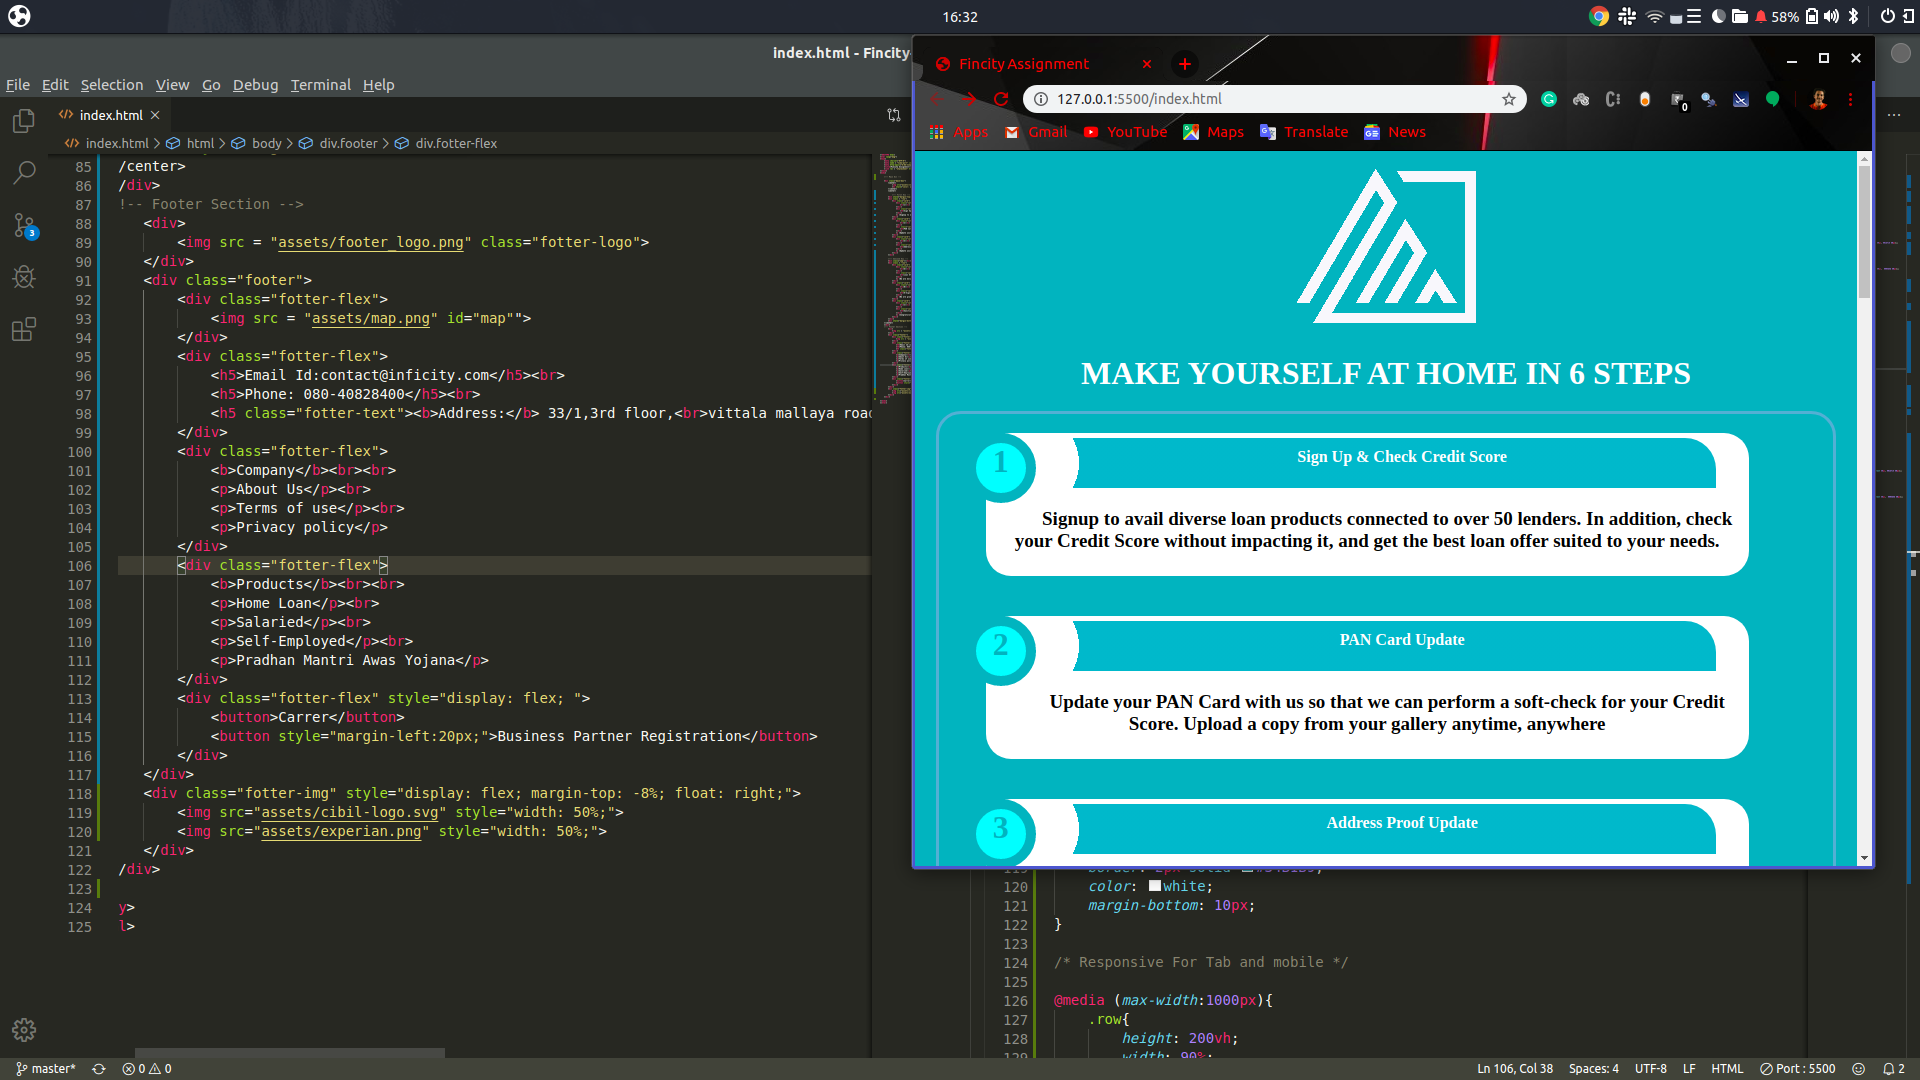 16:32
58%
index.html - Fincity
File Edit Selection View Go Debug Terminal Help
index.html
index.html > html > body > div.footer > div.fotter-flex
3
85 /center>
86 /div>
87 !-- Footer Section -->
88 <div>
89 <img src = "assets/footer_logo.png" class="fotter-logo">
90 </div>
91 <div class="footer">
92 <div class="fotter-flex">
93 <img src = "assets/map.png" id="map"">
94 </div>
95 <div class="fotter-flex">
96 <h5>Email Id:contact@inficity.com</h5><br>
97 <h5>Phone: 080-40828400</h5><br>
98 <h5 class="fotter-text"><b>Address:</b> 33/1,3rd floor,<br>vittala mallaya road
99 </div>
100 <div class="fotter-flex">
101 <b>Company</b><br><br>
102 <p>About Us</p><br>
103 <p>Terms of use</p><br>
104 <p>Privacy policy</p>
105 </div>
106 <div class="fotter-flex">
107 <b>Products</b><br><br>
108 <p>Home Loan</p><br>
109 <p>Salaried</p><br>
110 <p>Self-Employed</p><br>
111 <p>Pradhan Mantri Awas Yojana</p>
112 </div>
113 <div class="fotter-flex" style="display: flex; ">
114 <button>Carrer</button>
115 <button style="margin-left:20px;">Business Partner Registration</button>
116 </div>
117 </div>
118 <div class="fotter-img" style="display: flex; margin-top: -8%; float: right;">
119 <img src="assets/cibil-logo.svg" style="width: 50%;">
120 <img src="assets/experian.png" style="width: 50%;">
121 </div>
122 /div>
123
124 y>
125 l>
Fincity Assignment
127.0.0.1:5500/index.html
0
Apps Gmail YouTube Maps Translate News
MAKE YOURSELF AT HOME IN 6 STEPS
1
Sign Up & Check Credit Score
Signup to avail diverse loan products connected to over 50 lenders. In addition, check
your Credit Score without impacting it, and get the best loan offer suited to your needs.
2
PAN Card Update
Update your PAN Card with us so that we can perform a soft-check for your Credit
Score. Upload a copy from your gallery anytime, anywhere
3
Address Proof Update
119 border: 2px solid
120 color: white;
121 margin-bottom: 10px;
122 }
123
124 /* Responsive For Tab and mobile */
125
126 @media (max-width:1000px){
127 .row{
128 height: 200vh;
129 width: 90%;
master* 0 0
Ln 106, Col 38 Spaces: 4 UTF-8 LF HTML Port : 5500 2